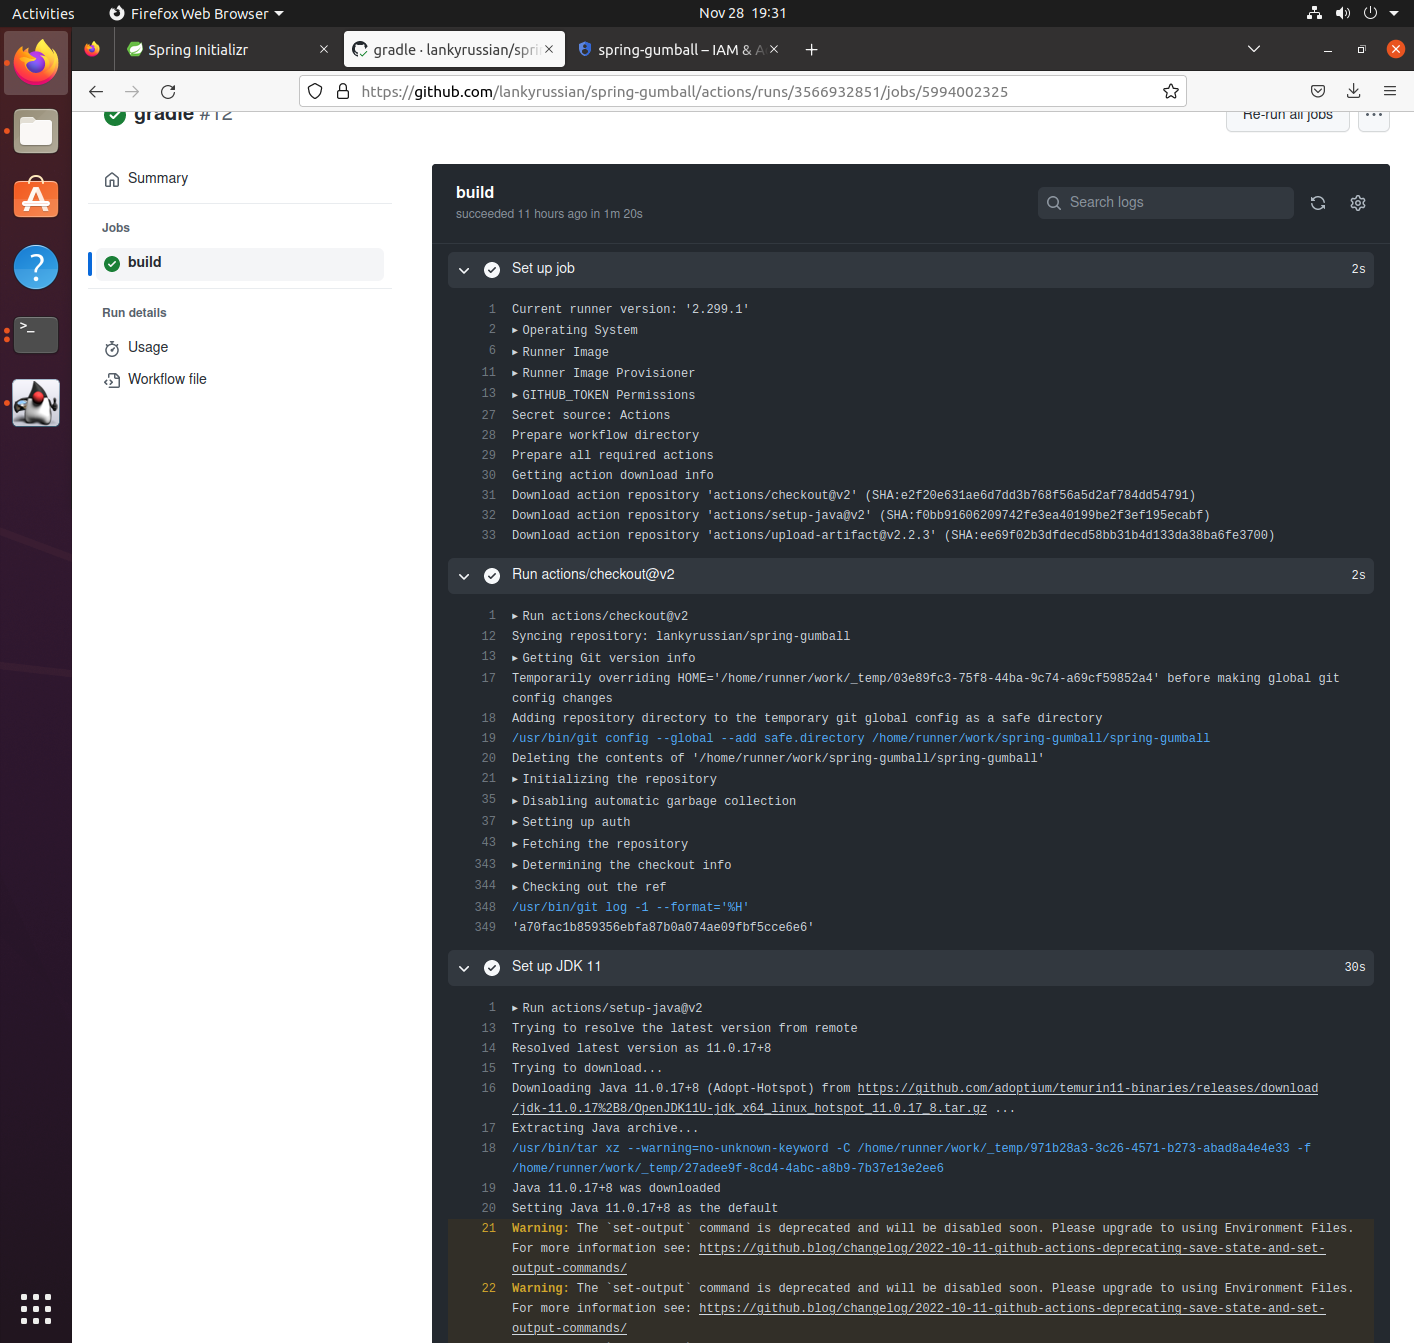 Activities
Firefox Web Browser
Nov 28 19:31
Spring Initializr
gradle · lankyrussian/spri
spring-gumball – IAM & A
https://github.com/lankyrussian/spring-gumball/actions/runs/3566932851/jobs/5994002325
gradle #12
Re-run all jobs
Summary
Jobs
build
Run details
Usage
Workflow file
build
succeeded 11 hours ago in 1m 20s
Search logs
Set up job
2s
1 Current runner version: '2.299.1'
2 Operating System
6 Runner Image
11 Runner Image Provisioner
13 GITHUB_TOKEN Permissions
27 Secret source: Actions
28 Prepare workflow directory
29 Prepare all required actions
30 Getting action download info
31 Download action repository 'actions/checkout@v2' (SHA:e2f20e631ae6d7dd3b768f56a5d2af784dd54791)
32 Download action repository 'actions/setup-java@v2' (SHA:f0bb91606209742fe3ea40199be2f3ef195ecabf)
33 Download action repository 'actions/upload-artifact@v2.2.3' (SHA:ee69f02b3dfdecd58bb31b4d133da38ba6fe3700)
Run actions/checkout@v2
2s
1 Run actions/checkout@v2
12 Syncing repository: lankyrussian/spring-gumball
13 Getting Git version info
17 Temporarily overriding HOME='/home/runner/work/_temp/03e89fc3-75f8-44ba-9c74-a69cf59852a4' before making global git
config changes
18 Adding repository directory to the temporary git global config as a safe directory
19 /usr/bin/git config --global --add safe.directory /home/runner/work/spring-gumball/spring-gumball
20 Deleting the contents of '/home/runner/work/spring-gumball/spring-gumball'
21 Initializing the repository
35 Disabling automatic garbage collection
37 Setting up auth
43 Fetching the repository
343 Determining the checkout info
344 Checking out the ref
348 /usr/bin/git log -1 --format='%H'
349 'a70fac1b859356ebfa87b0a074ae09fbf5cce6e6'
Set up JDK 11
30s
1 Run actions/setup-java@v2
13 Trying to resolve the latest version from remote
14 Resolved latest version as 11.0.17+8
15 Trying to download...
16 Downloading Java 11.0.17+8 (Adopt-Hotspot) from https://github.com/adoptium/temurin11-binaries/releases/download
/jdk-11.0.17%2B8/OpenJDK11U-jdk_x64_linux_hotspot_11.0.17_8.tar.gz ...
17 Extracting Java archive...
18 /usr/bin/tar xz --warning=no-unknown-keyword -C /home/runner/work/_temp/971b28a3-3c26-4571-b273-abad8a4e4e33 -f
/home/runner/work/_temp/27adee9f-8cd4-4abc-a8b9-7b37e13e2ee6
19 Java 11.0.17+8 was downloaded
20 Setting Java 11.0.17+8 as the default
21 Warning: The `set-output` command is deprecated and will be disabled soon. Please upgrade to using Environment Files.
For more information see: https://github.blog/changelog/2022-10-11-github-actions-deprecating-save-state-and-set-
output-commands/
22 Warning: The `set-output` command is deprecated and will be disabled soon. Please upgrade to using Environment Files.
For more information see: https://github.blog/changelog/2022-10-11-github-actions-deprecating-save-state-and-set-
output-commands/